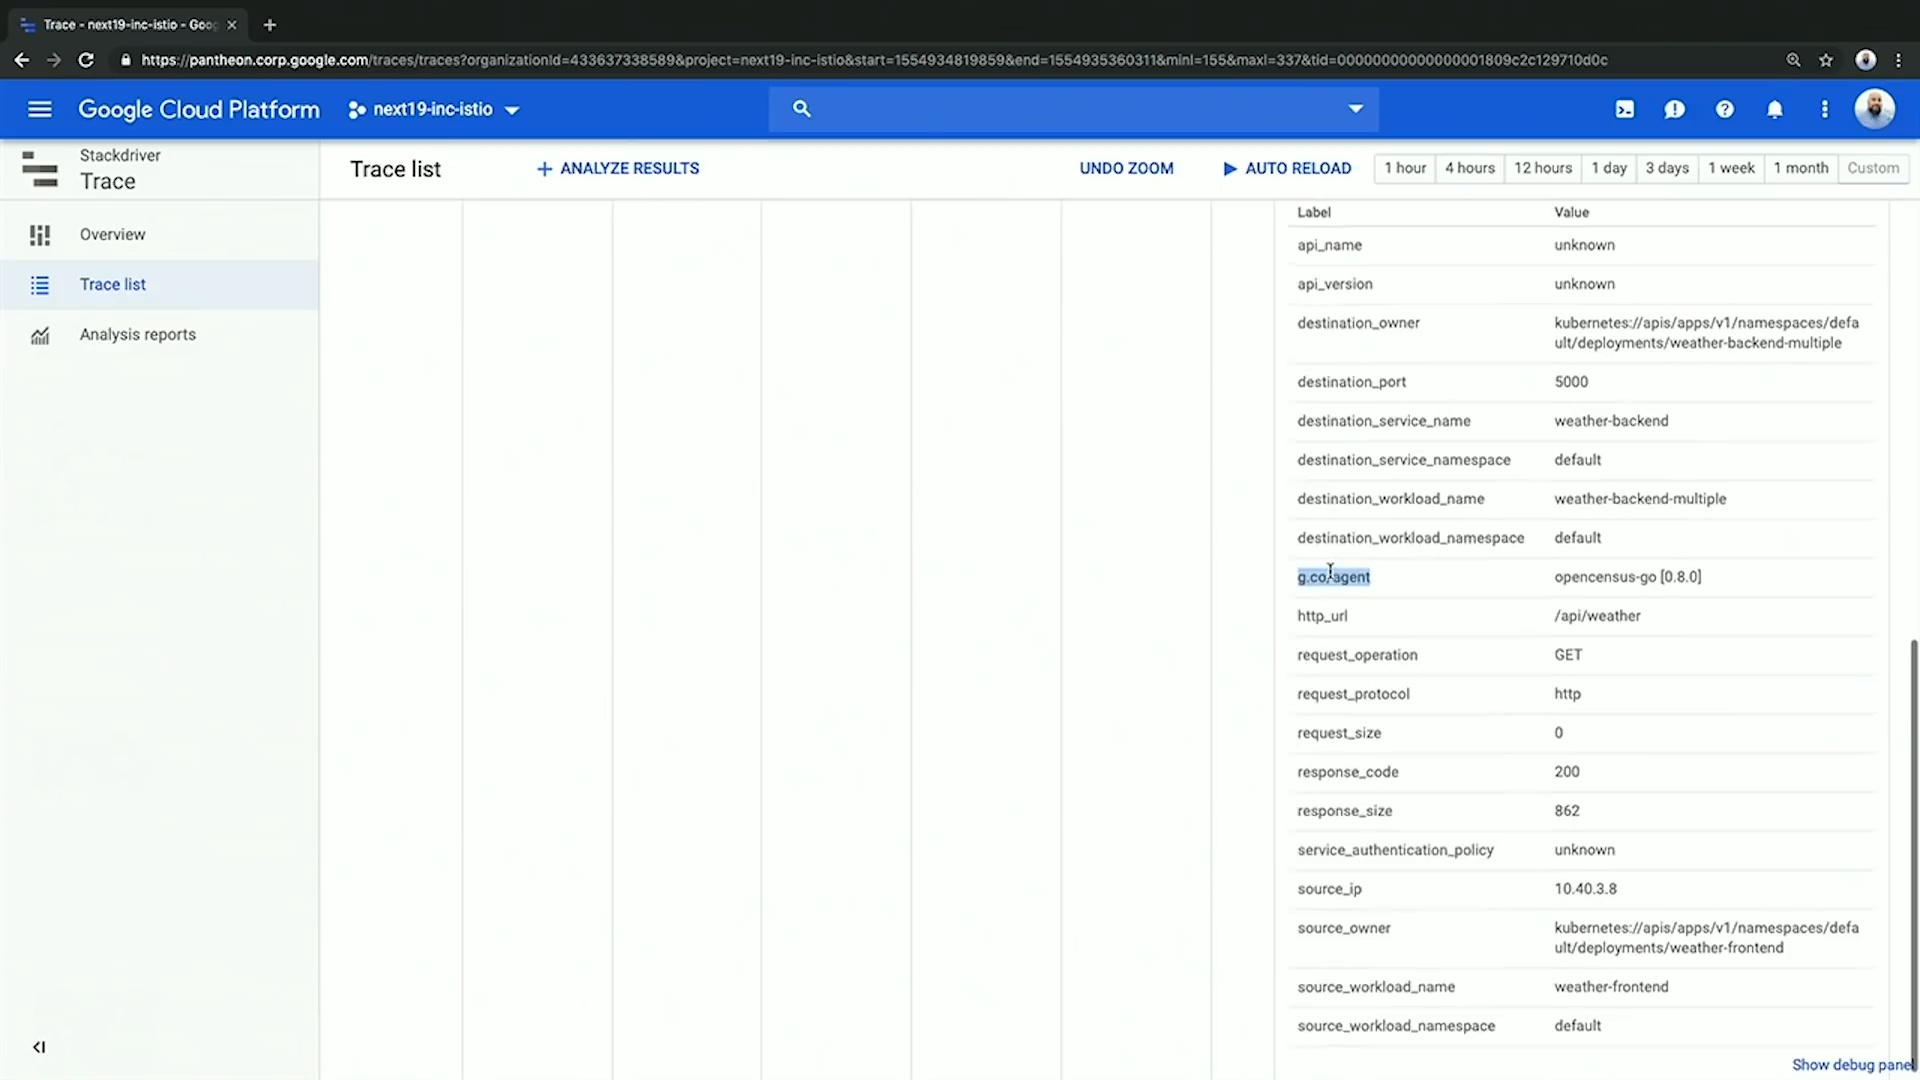 Trace - next19-inc-istio - Goog
https://pantheon.corp.google.com/traces/traces?organizationId=433637338589&project=next19-inc-istio&start=1554934819859&end=1554935360311&minl=155&maxl=337&tid=00000000000000001809c2c129710d0c
Google Cloud Platform
next19-inc-istio
Stackdriver
Trace
Trace list
ANALYZE RESULTS
UNDO ZOOM
AUTO RELOAD
1 hour
4 hours
12 hours
1 day
3 days
1 week
1 month
Custom
Overview
Trace list
Analysis reports
Label Value
api_name unknown
api_version unknown
destination_owner kubernetes://apis/apps/v1/namespaces/defa
ult/deployments/weather-backend-multiple
destination_port 5000
destination_service_name weather-backend
destination_service_namespace default
destination_workload_name weather-backend-multiple
destination_workload_namespace default
g.co/agent opencensus-go [0.8.0]
http_url /api/weather
request_operation GET
request_protocol http
request_size 0
response_code 200
response_size 862
service_authentication_policy unknown
source_ip 10.40.3.8
source_owner kubernetes://apis/apps/v1/namespaces/defa
ult/deployments/weather-frontend
source_workload_name weather-frontend
source_workload_namespace default
Show debug panel